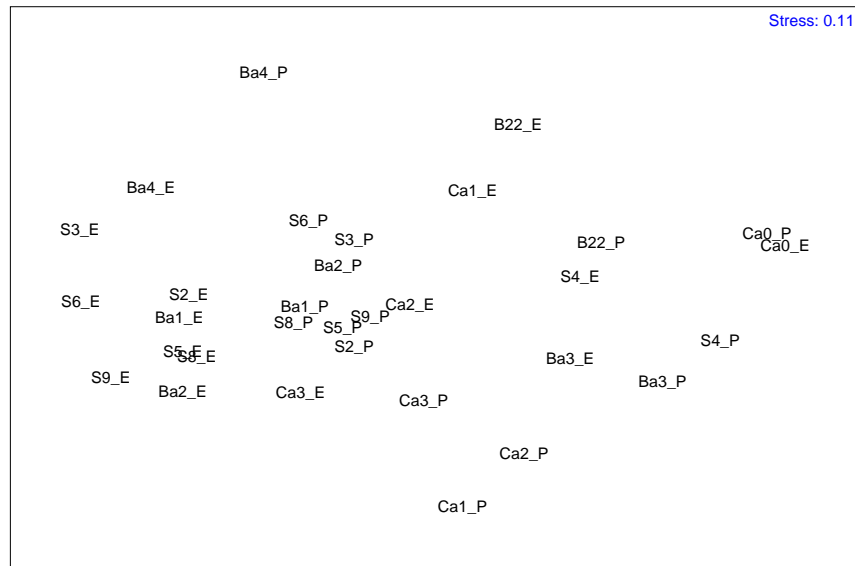 Stress: 0.11
Ba4_P
B22_E
Ba4_E
Ca1_E
S6_P
S3_E
S3_P
B22_P
Ca0_P
Ca0_E
Ba2_P
S4_E
S2_E
S6_E
Ba1_P
Ca2_E
Ba1_E
S9_P
S8_P
S5_P
S4_P
S2_P
S5_E
S8_E
Ba3_E
S9_E
Ba3_P
Ba2_E
Ca3_E
Ca3_P
Ca2_P
Ca1_P